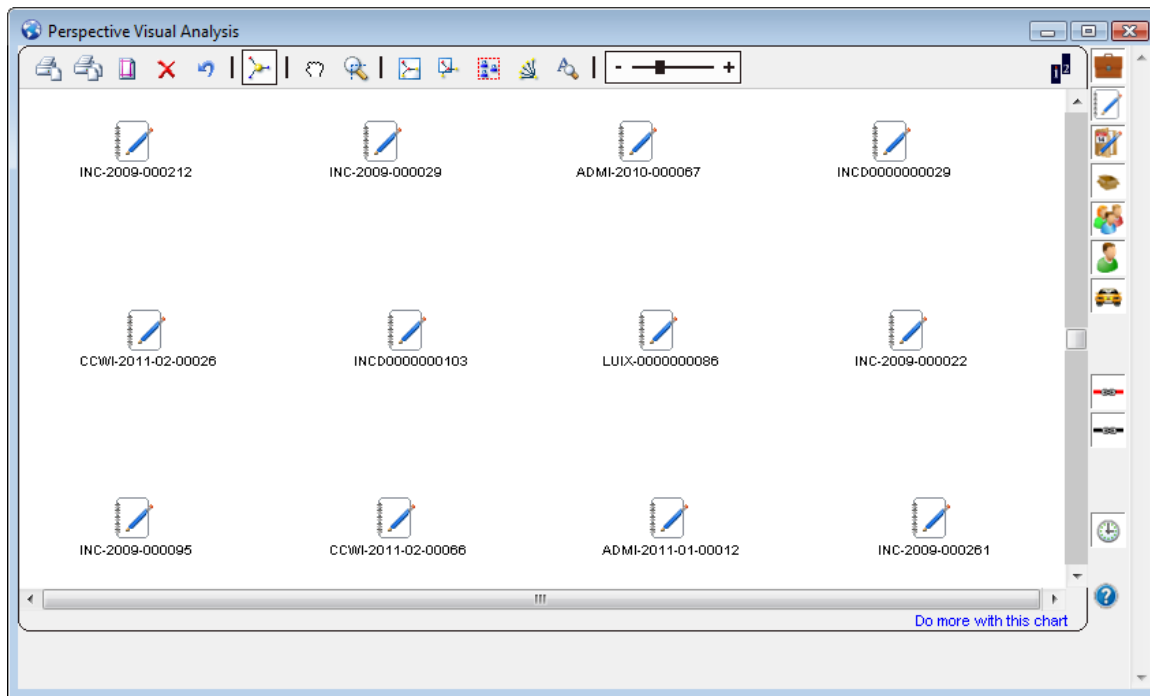 Perspective Visual Analysis
- +
1 2
INC-2009-000212 INC-2009-000029 ADMI-2010-000067 INCD0000000029
CCWI-2011-02-00026 INCD0000000103 LUIX-0000000086 INC-2009-000022
INC-2009-000095 CCWI-2011-02-00066 ADMI-2011-01-00012 INC-2009-000261
Do more with this chart